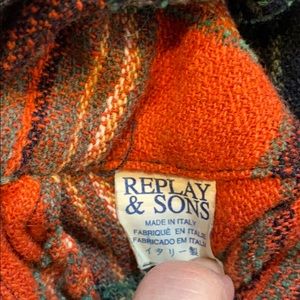 REPLAY
& SONS
MADE IN ITALY
FABRIQUÉ EN ITALIE
FABRICADO EM ITALIA
イタリー製